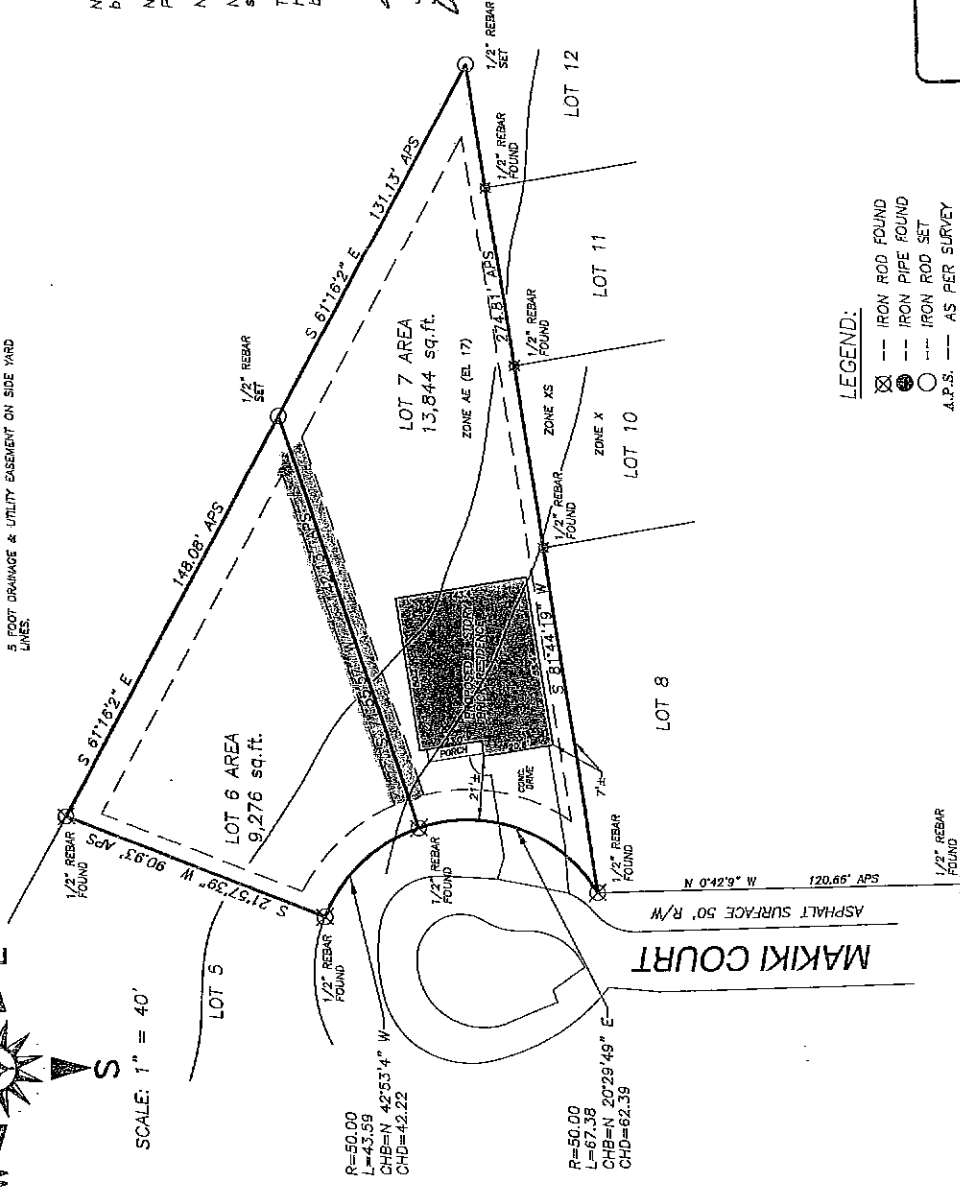 5 FOOT DRAINAGE & UTILITY EASEMENT ON SIDE YARD
LINES.
S
SCALE: 1" = 40'
1/2" REBAR
FOUND
S 61°16'2" E
148.08' APS
1/2" REBAR
SET
S 61°16'2" E
131.13' APS
1/2" REBAR
SET
S 21°57'39" W
90.93' APS
LOT 5
LOT 6 AREA
9,276 sq.ft.
LOT 7 AREA
13,844 sq.ft.
ZONE AE (EL 17)
274.81' APS
1/2" REBAR
FOUND
LOT 12
1/2" REBAR
FOUND
LOT 11
ZONE XS
ZONE X
LOT 10
1/2" REBAR
FOUND
S 81°44'19" W
PORCH
21'±
CONC.
DRIVE
7'±
LOT 8
1/2" REBAR
FOUND
1/2" REBAR
FOUND
1/2" REBAR
FOUND
N 0°42'9" W
120.66' APS
1/2" REBAR
FOUND
ASPHALT SURFACE 50' R/W
MAKIKI COURT
R=50.00
L=43.59
CHB=N 42°53'4" W
CHD=42.22
R=50.00
L=67.38
CHB=N 20°29'49" E
CHD=62.39
LEGEND:
--- IRON ROD FOUND
--- IRON PIPE FOUND
--- IRON ROD SET
A.P.S. --- AS PER SURVEY